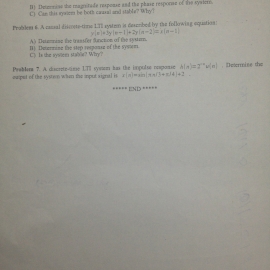 B) Determine the magnitude response and the phase response of the system.
C) Can this system be both causal and stable? Why?
Problem 6. A causal discrete-time LTI system is described by the following equation:
y[n]+3y[n−1]+2y[n−2]=x[n−1]
A) Determine the transfer function of the system.
B) Determine the step response of the system.
C) Is the system stable? Why?
Problem 7. A discrete-time LTI system has the impulse response h[n]=2⁻ⁿu[n]. Determine the
output of the system when the input signal is x[n]=sin(πn/3+π/4)+2
***** END *****